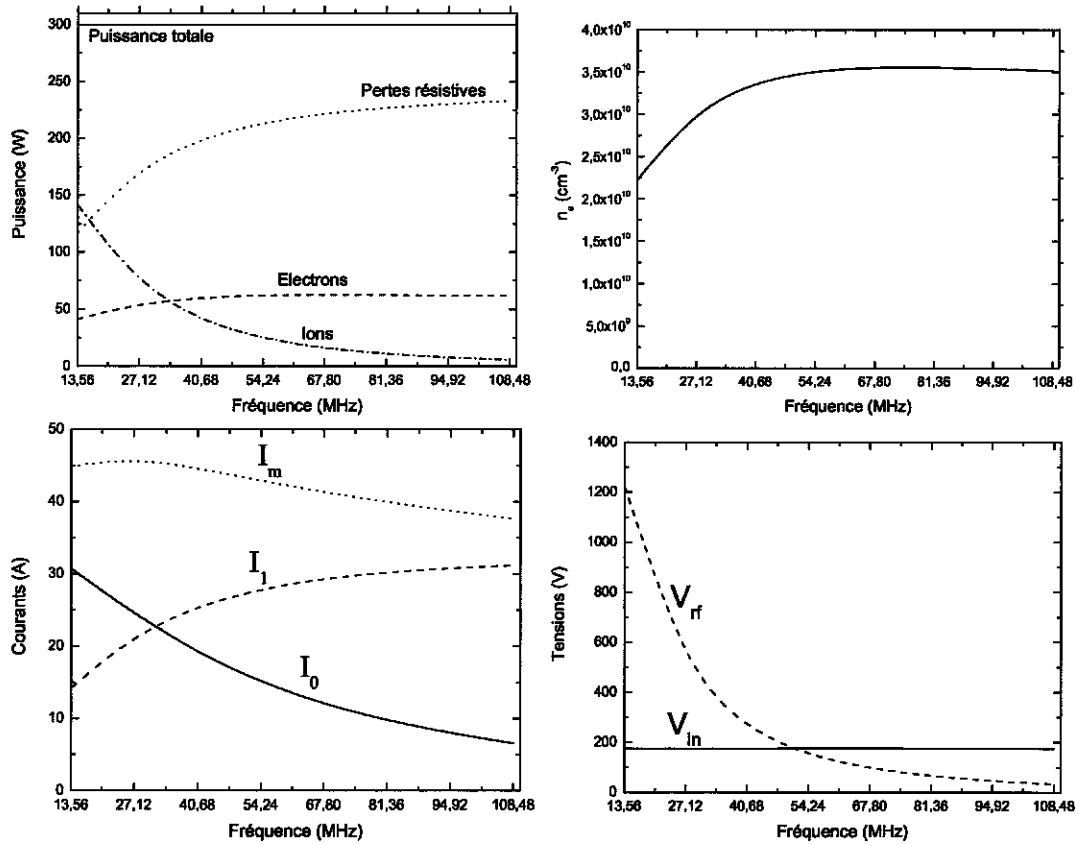 300
250
200
150
100
50
0
Puissance (W)
Puissance totale
Pertes résistives
Electrons
Ions
13,56 27,12 40,68 54,24 67,80 81,36 94,92 108,48
Fréquence (MHz)
4,0x10¹⁰
3,5x10¹⁰
3,0x10¹⁰
2,5x10¹⁰
2,0x10¹⁰
1,5x10¹⁰
1,0x10¹⁰
5,0x10⁹
0,0
nₑ (cm⁻³)
13,56 27,12 40,68 54,24 67,80 81,36 94,92 108,48
Fréquence (MHz)
50
40
30
20
10
0
Courants (A)
Iₘ
I₁
I₀
13,56 27,12 40,68 54,24 67,80 81,36 94,92 108,48
Fréquence (MHz)
1400
1200
1000
800
600
400
200
0
Tensions (V)
V_rf
V_in
13,56 27,12 40,68 54,24 67,80 81,36 94,92 108,48
Fréquence (MHz)